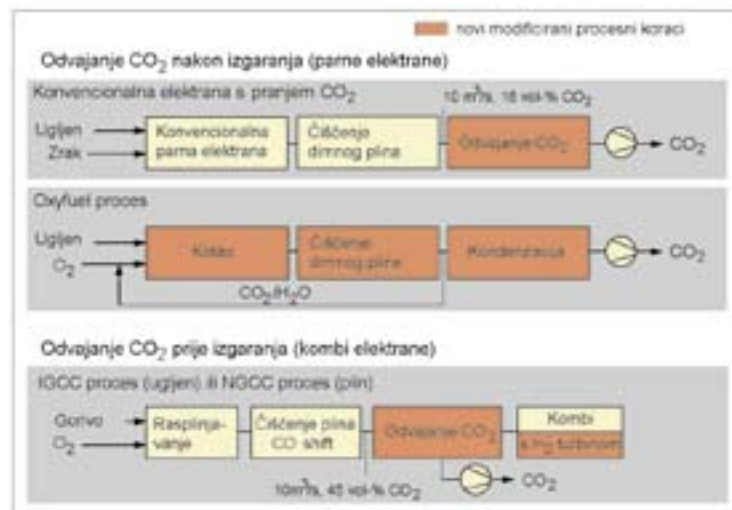 novi modificirani procesni koraci
Odvajanje CO₂ nakon izgaranja (parne elektrane)
Konvencionalna elektrana s pranjem CO₂
10 m³/s, 16 vol-% CO₂
Ugljen
Zrak
Konvencionalna
parna elektrana
Čišćenje
dimnog plina
Odvajanje CO₂
CO₂
Oxyfuel proces
Ugljen
O₂
Kotao
Čišćenje
dimnog plina
Kondenzacija
CO₂
CO₂/H₂O
Odvajanje CO₂ prije izgaranja (kombi elektrane)
IGCC proces (ugljen) ili NGCC proces (plin)
Gorivo
O₂
Rasplinja-
vanje
Čišćenje plina
CO shift
Odvajanje CO₂
Kombi
s H₂ turbinom
10m³/s, 45 vol-% CO₂
CO₂